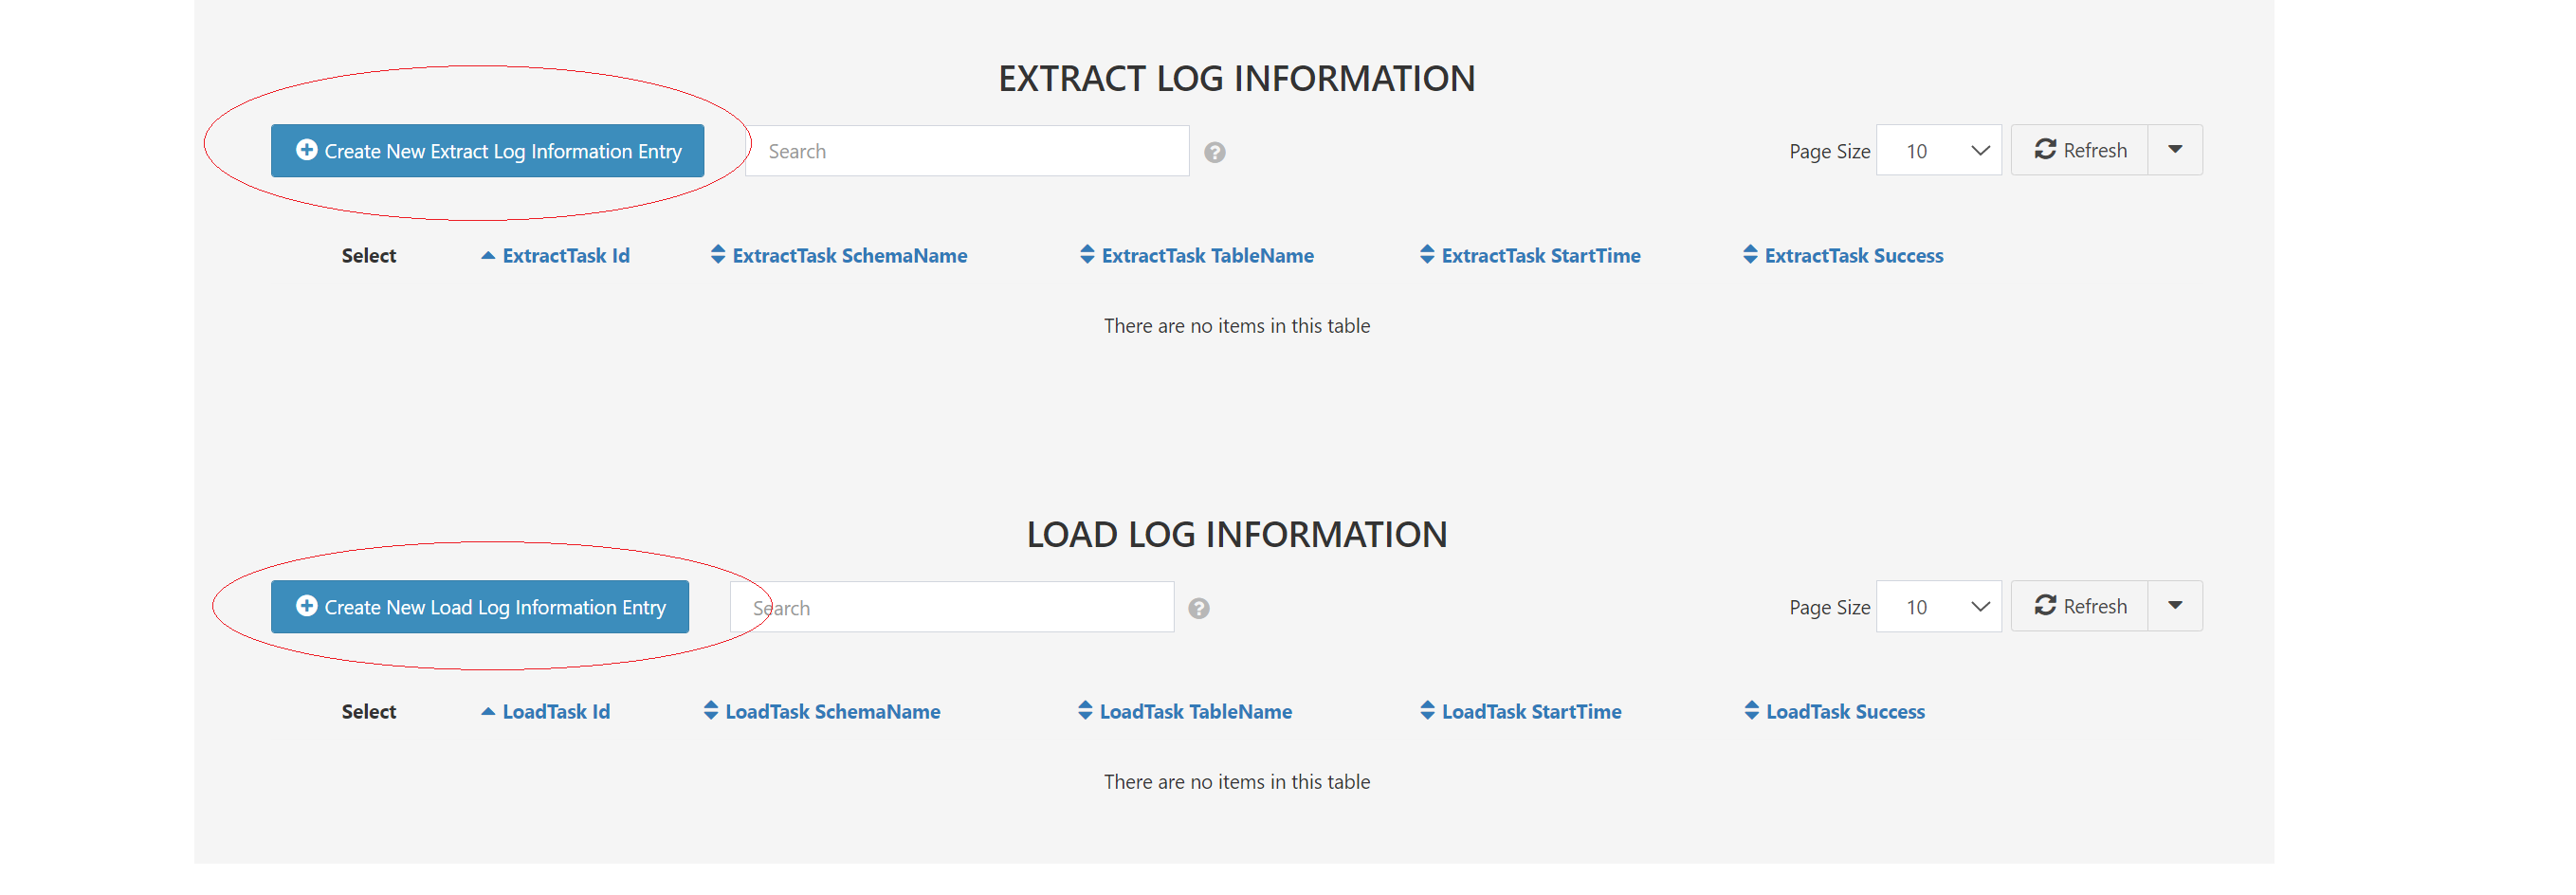 EXTRACT LOG INFORMATION
Create New Extract Log Information Entry Search ? Page Size 10 Refresh
Select ExtractTask Id ExtractTask SchemaName ExtractTask TableName ExtractTask StartTime ExtractTask Success
There are no items in this table
LOAD LOG INFORMATION
Create New Load Log Information Entry Search ? Page Size 10 Refresh
Select LoadTask Id LoadTask SchemaName LoadTask TableName LoadTask StartTime LoadTask Success
There are no items in this table